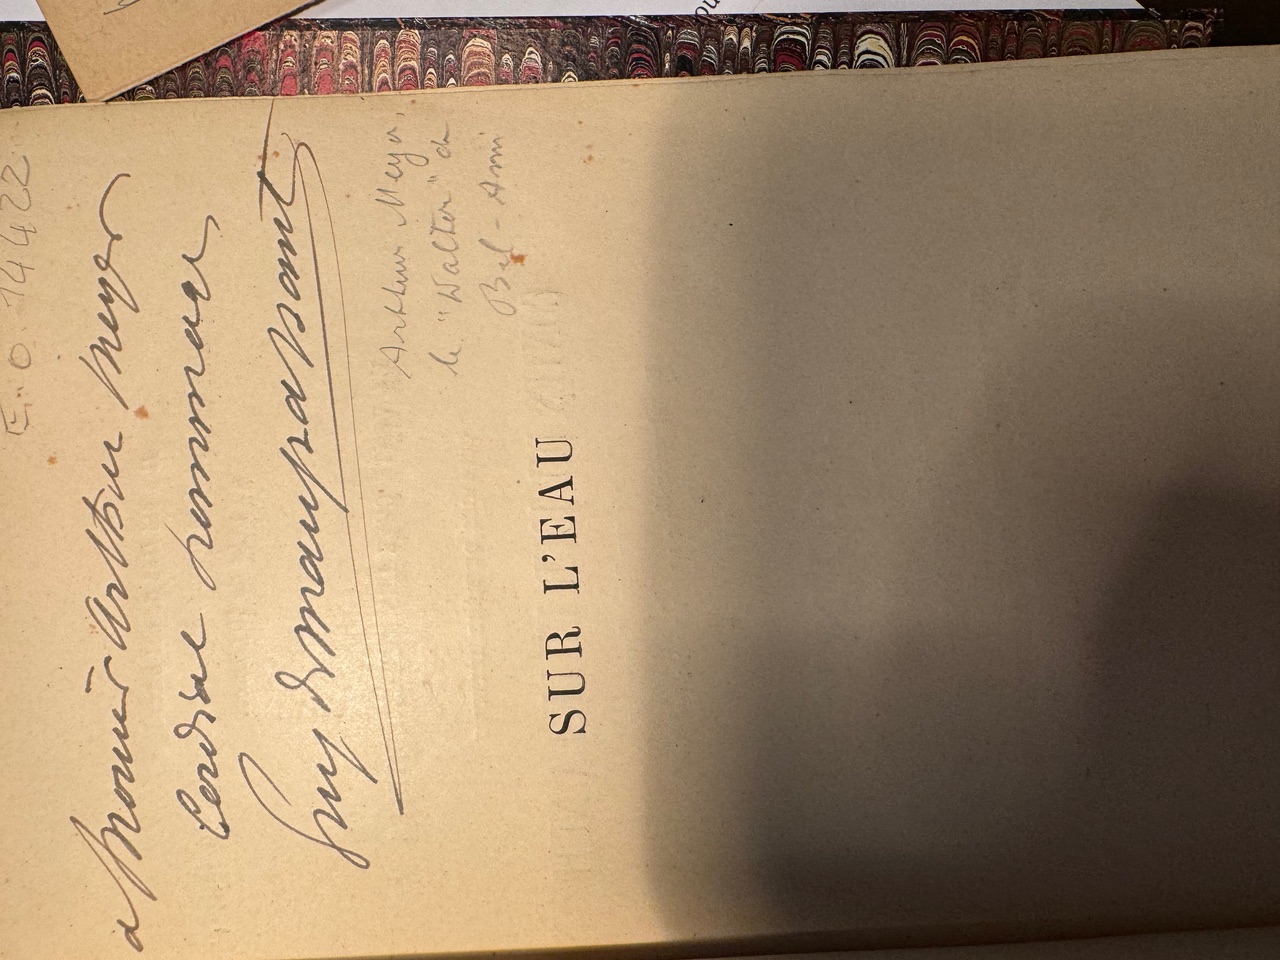 E.O. 14422
a Monsieur Arthur Meyer
Cordial hommage
Guy de Maupassant
Arthur Meyer,
le "Walter" de
Bel-Ami
SUR L'EAU